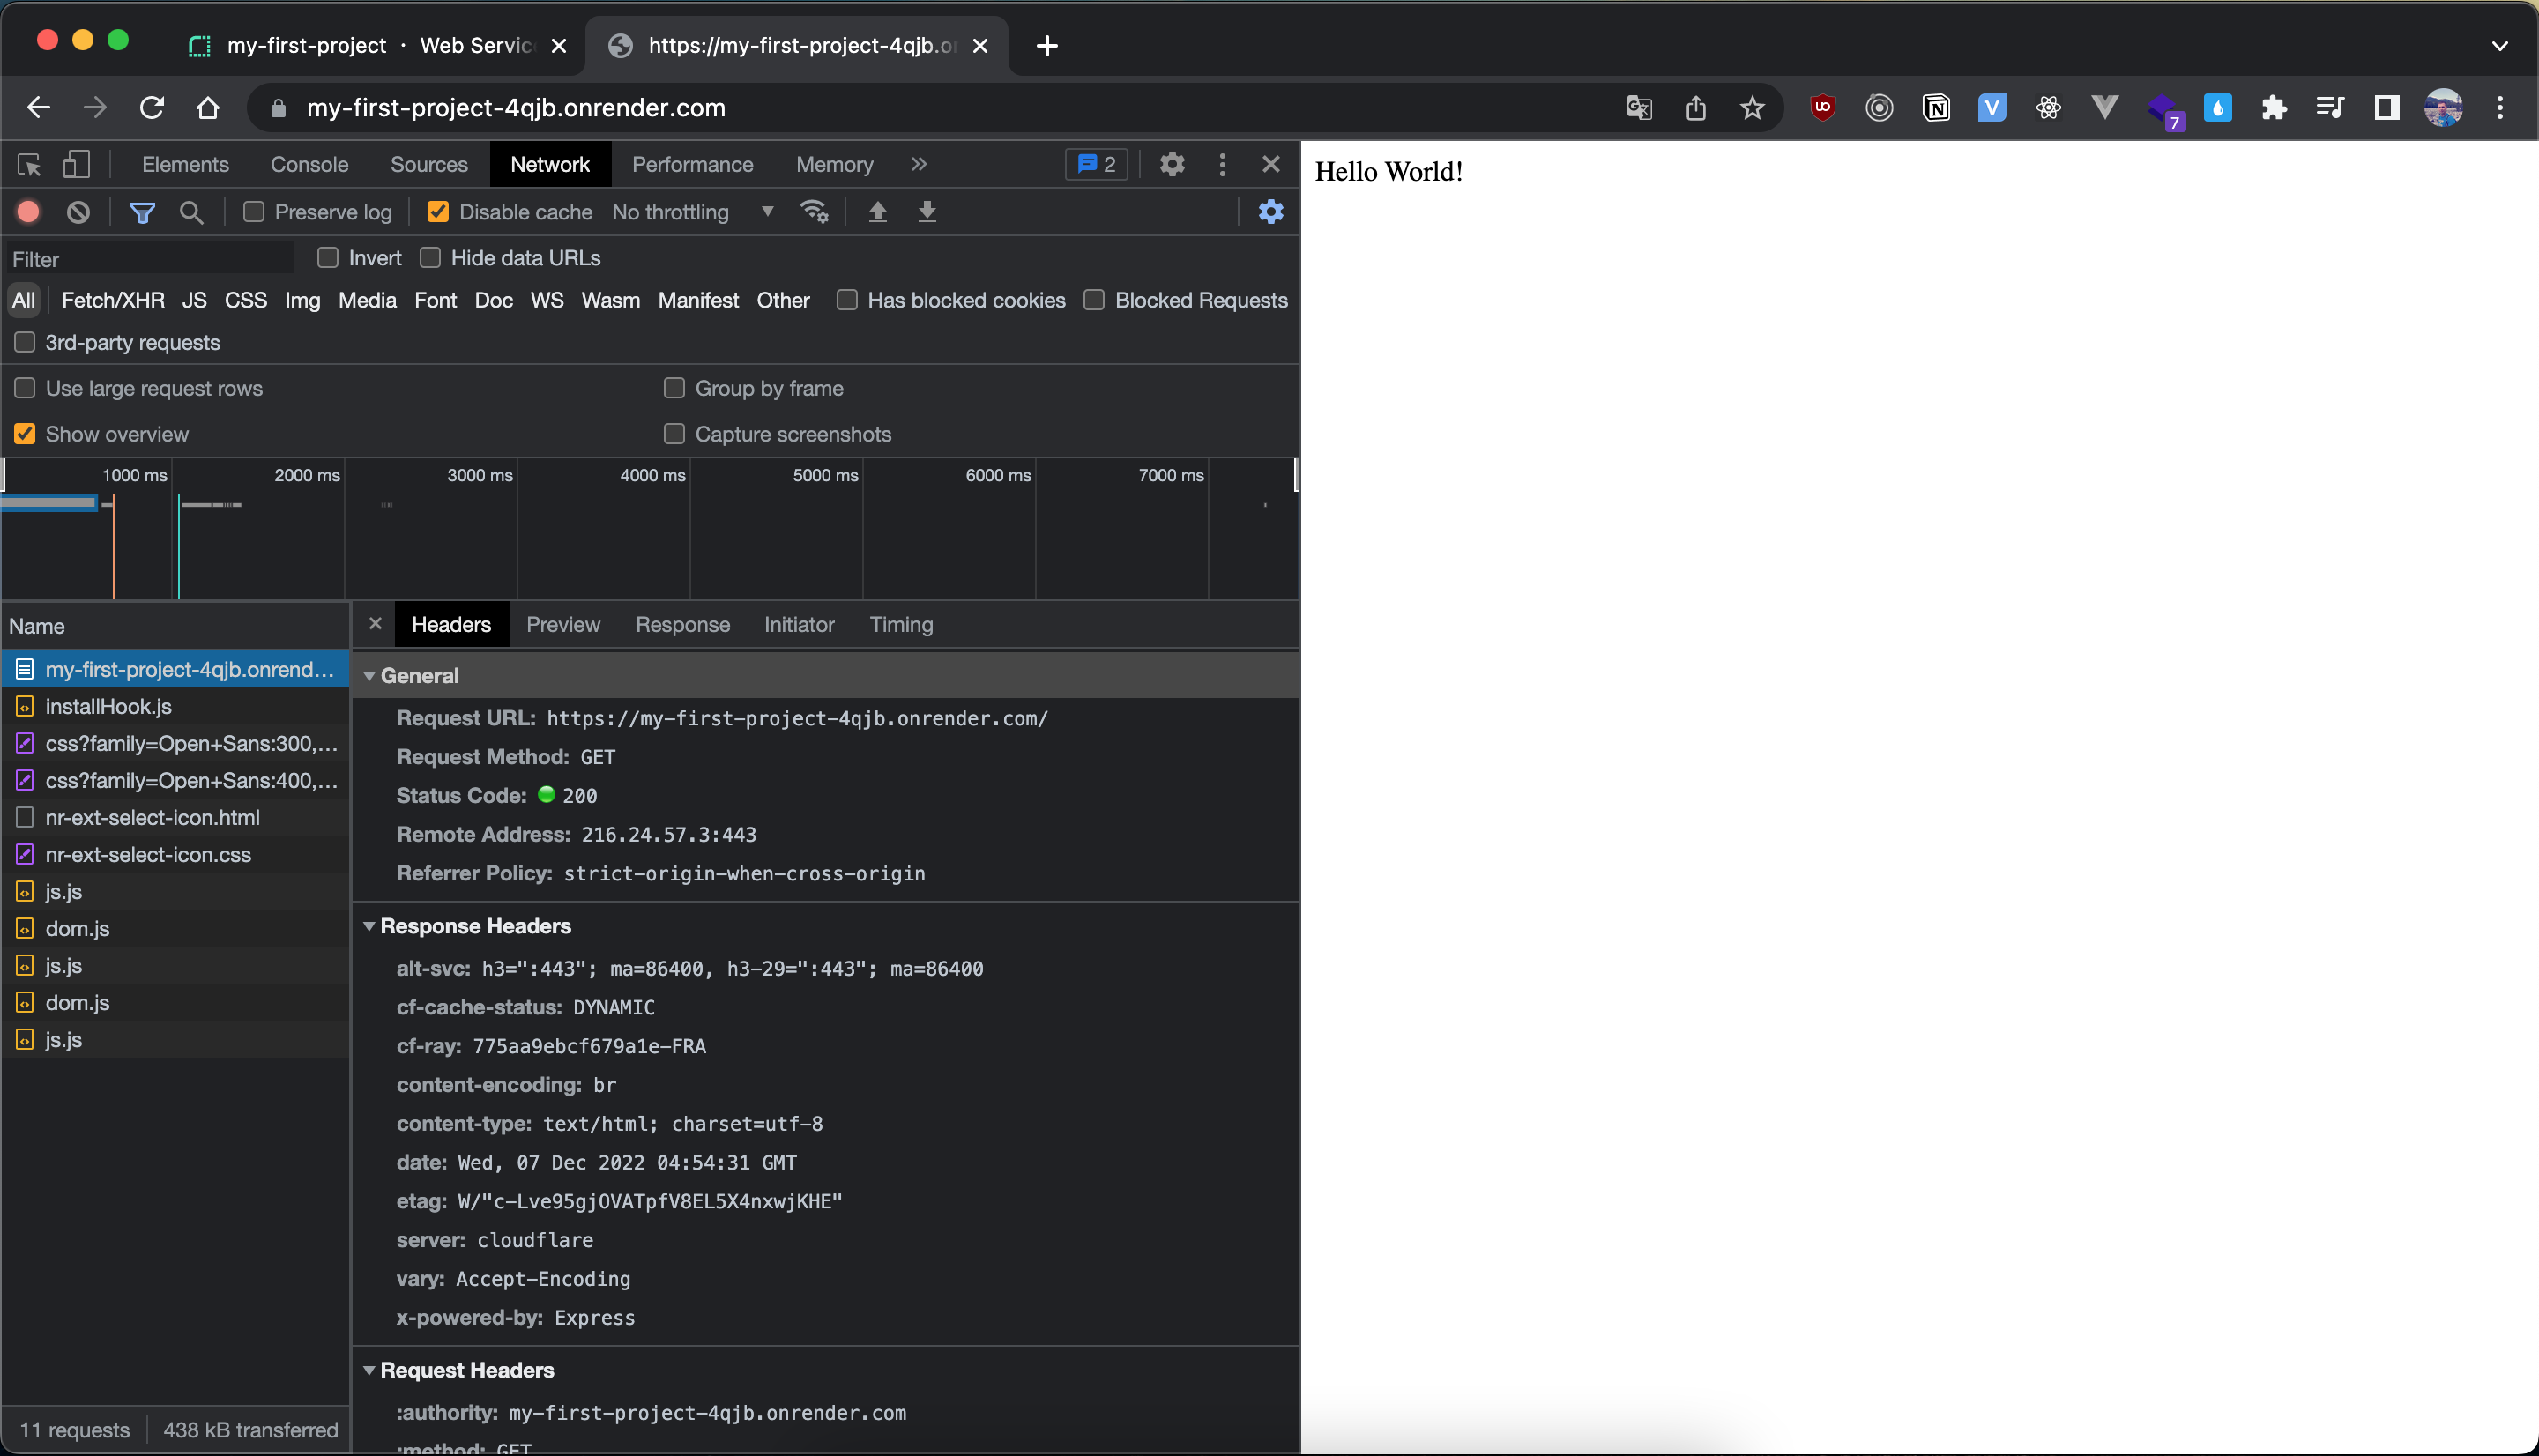 my-first-project · Web Servic
https://my-first-project-4qjb.or
my-first-project-4qjb.onrender.com
7
Elements Console Sources Network Performance Memory » 2
Preserve log Disable cache No throttling
Filter Invert Hide data URLs
All Fetch/XHR JS CSS Img Media Font Doc WS Wasm Manifest Other Has blocked cookies Blocked Requests
3rd-party requests
Use large request rows Group by frame
Show overview Capture screenshots
1000 ms 2000 ms 3000 ms 4000 ms 5000 ms 6000 ms 7000 ms
Name
my-first-project-4qjb.onrend…
installHook.js
css?family=Open+Sans:300,…
css?family=Open+Sans:400,…
nr-ext-select-icon.html
nr-ext-select-icon.css
js.js
dom.js
js.js
dom.js
js.js
11 requests 438 kB transferred
Headers Preview Response Initiator Timing
General
Request URL: https://my-first-project-4qjb.onrender.com/
Request Method: GET
Status Code: 200
Remote Address: 216.24.57.3:443
Referrer Policy: strict-origin-when-cross-origin
Response Headers
alt-svc: h3=":443"; ma=86400, h3-29=":443"; ma=86400
cf-cache-status: DYNAMIC
cf-ray: 775aa9ebcf679a1e-FRA
content-encoding: br
content-type: text/html; charset=utf-8
date: Wed, 07 Dec 2022 04:54:31 GMT
etag: W/"c-Lve95gjOVATpfV8EL5X4nxwjKHE"
server: cloudflare
vary: Accept-Encoding
x-powered-by: Express
Request Headers
:authority: my-first-project-4qjb.onrender.com
:method: GET
Hello World!